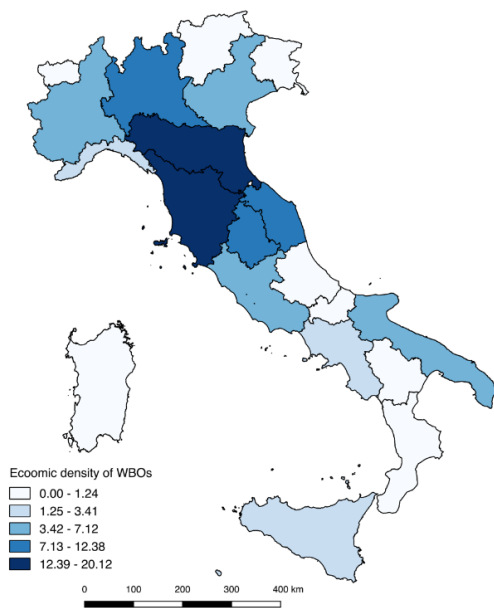 Ecoomic density of WBOs
0.00 - 1.24
1.25 - 3.41
3.42 - 7.12
7.13 - 12.38
12.39 - 20.12
0 100 200 300 400 km